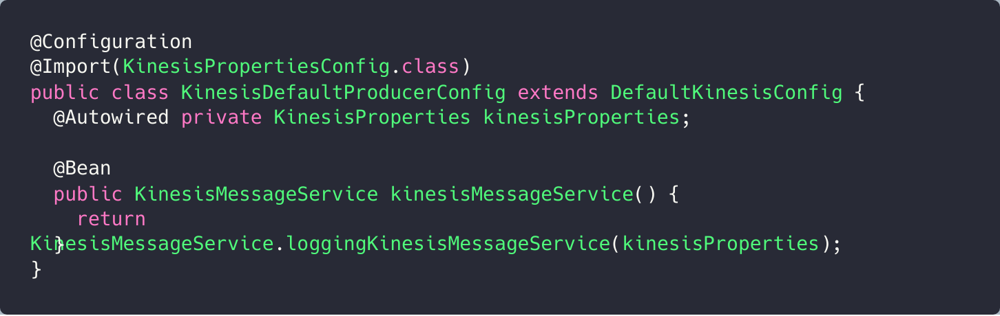 @Configuration
@Import(KinesisPropertiesConfig.class)
public class KinesisDefaultProducerConfig extends DefaultKinesisConfig {
  @Autowired private KinesisProperties kinesisProperties;

  @Bean
  public KinesisMessageService kinesisMessageService() {
    return
KinesisMessageService.loggingKinesisMessageService(kinesisProperties);
  }
}